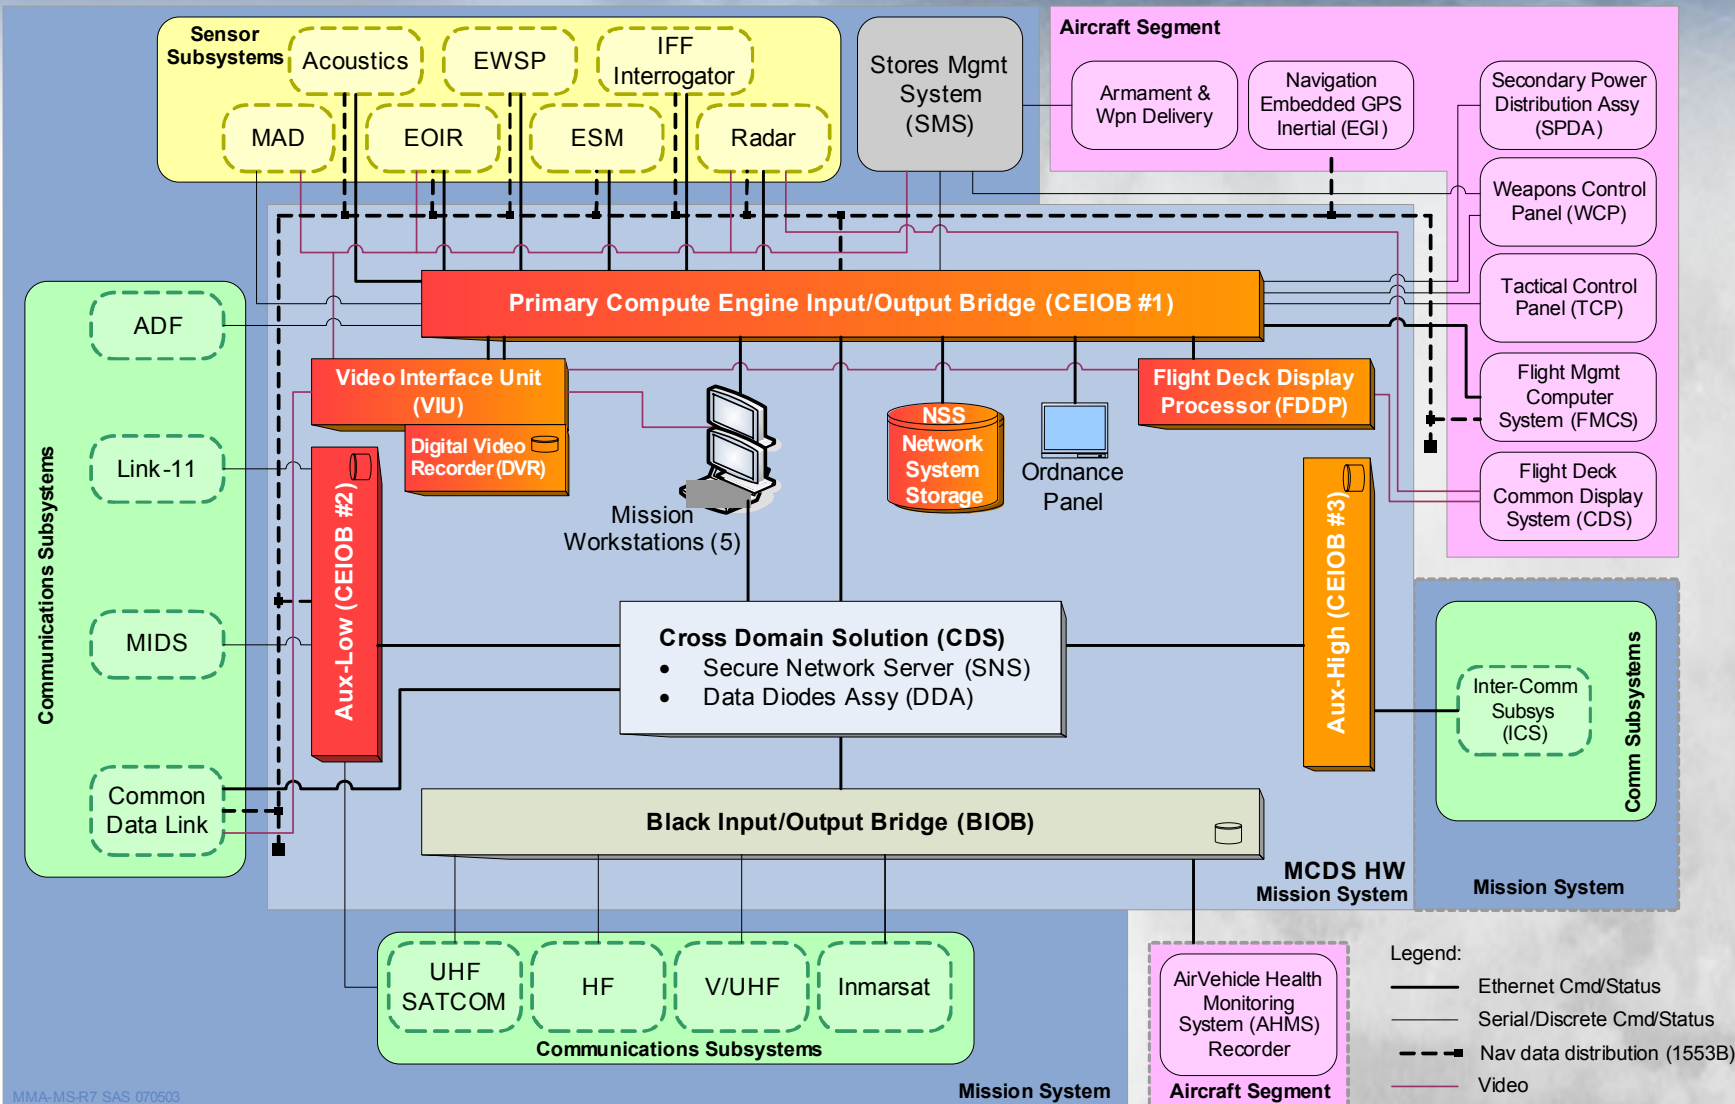 Sensor
Subsystems
Acoustics
EWSP
IFF
Interrogator
MAD
EOIR
ESM
Radar
Stores Mgmt
System
(SMS)
Aircraft Segment
Armament &
Wpn Delivery
Navigation
Embedded GPS
Inertial (EGI)
Secondary Power
Distribution Assy
(SPDA)
Weapons Control
Panel (WCP)
Tactical Control
Panel (TCP)
Flight Mgmt
Computer
System (FMCS)
Flight Deck
Common Display
System (CDS)
Communications Subsystems
ADF
Link-11
MIDS
Common
Data Link
Primary Compute Engine Input/Output Bridge (CEIOB #1)
Video Interface Unit
(VIU)
Digital Video
Recorder (DVR)
Flight Deck Display
Processor (FDDP)
NSS
Network
System
Storage
Ordnance
Panel
Mission
Workstations (5)
Aux-Low (CEIOB #2)
Aux-High (CEIOB #3)
Cross Domain Solution (CDS)
• Secure Network Server (SNS)
• Data Diodes Assy (DDA)
Inter-Comm
Subsys
(ICS)
Comm Subsystems
Mission System
Black Input/Output Bridge (BIOB)
MCDS HW
Mission System
UHF
SATCOM
HF
V/UHF
Inmarsat
Communications Subsystems
Mission System
AirVehicle Health
Monitoring
System (AHMS)
Recorder
Aircraft Segment
Legend:
Ethernet Cmd/Status
Serial/Discrete Cmd/Status
Nav data distribution (1553B)
Video
MMA-MS-R7 SAS 070503